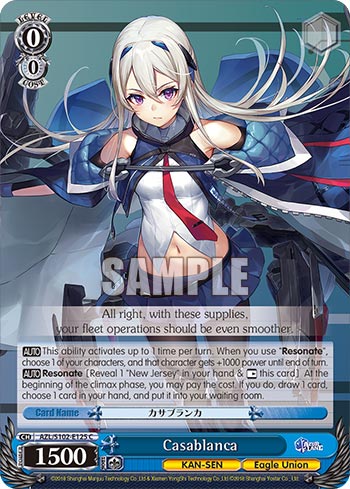 LEVEL
0
0
COST
SAMPLE
All right, with these supplies,
your fleet operations should be even smoother.
AUTO This ability activates up to 1 time per turn. When you use "Resonate",
choose 1 of your characters, and that character gets +1000 power until end of turn.
AUTO Resonate [Reveal 1 "New Jersey" in your hand & this card] At the
beginning of the climax phase, you may pay the cost. If you do, draw 1 card,
choose 1 card in your hand, and put it into your waiting room.
Card Name カサブランカ
CH AZL/S102-E125 C
Casablanca
POWER 1500
KAN-SEN Eagle Union